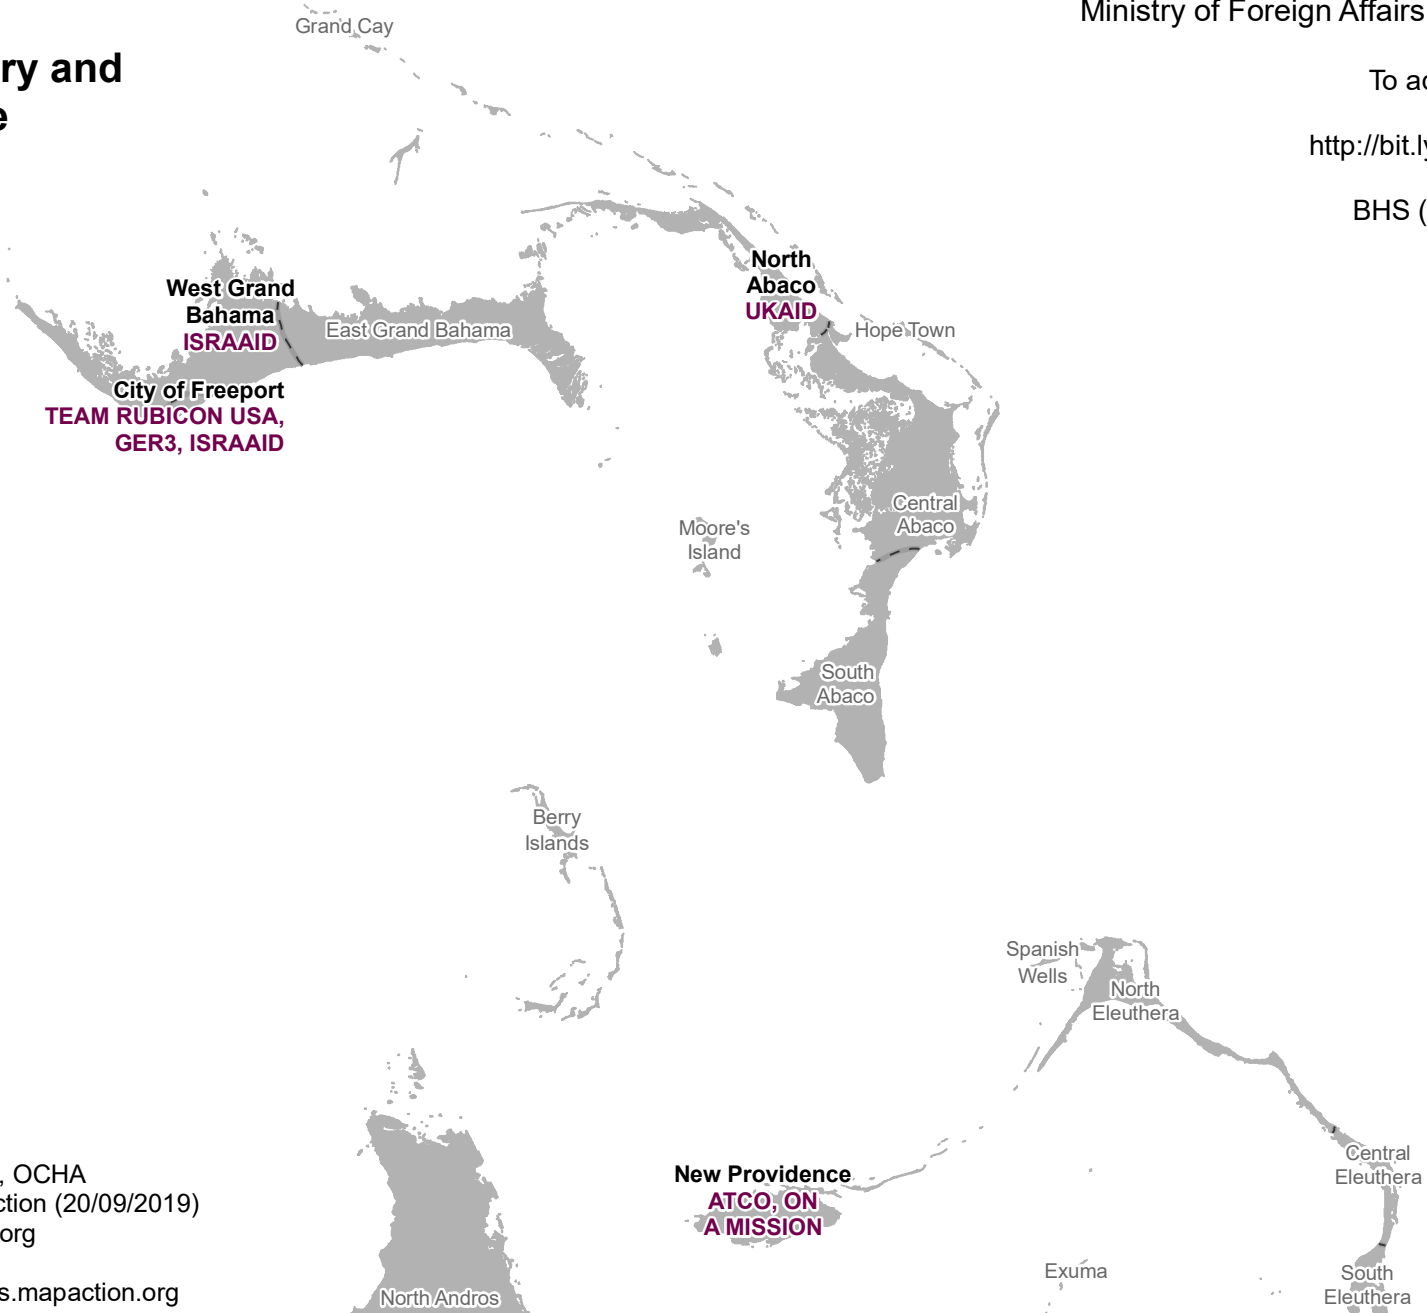 Grand Cay
Ministry of Foreign Affairs
ry and
e
To ac
http://bit.ly
BHS (
West Grand
Bahama
ISRAAID
East Grand Bahama
City of Freeport
TEAM RUBICON USA,
GER3, ISRAAID
North
Abaco
UKAID
Hope Town
Central
Abaco
Moore's
Island
South
Abaco
Berry
Islands
Spanish
Wells
North
Eleuthera
Central
Eleuthera
New Providence
ATCO, ON
A MISSION
Exuma
South
Eleuthera
North Andros
, OCHA
ction (20/09/2019)
org
s.mapaction.org